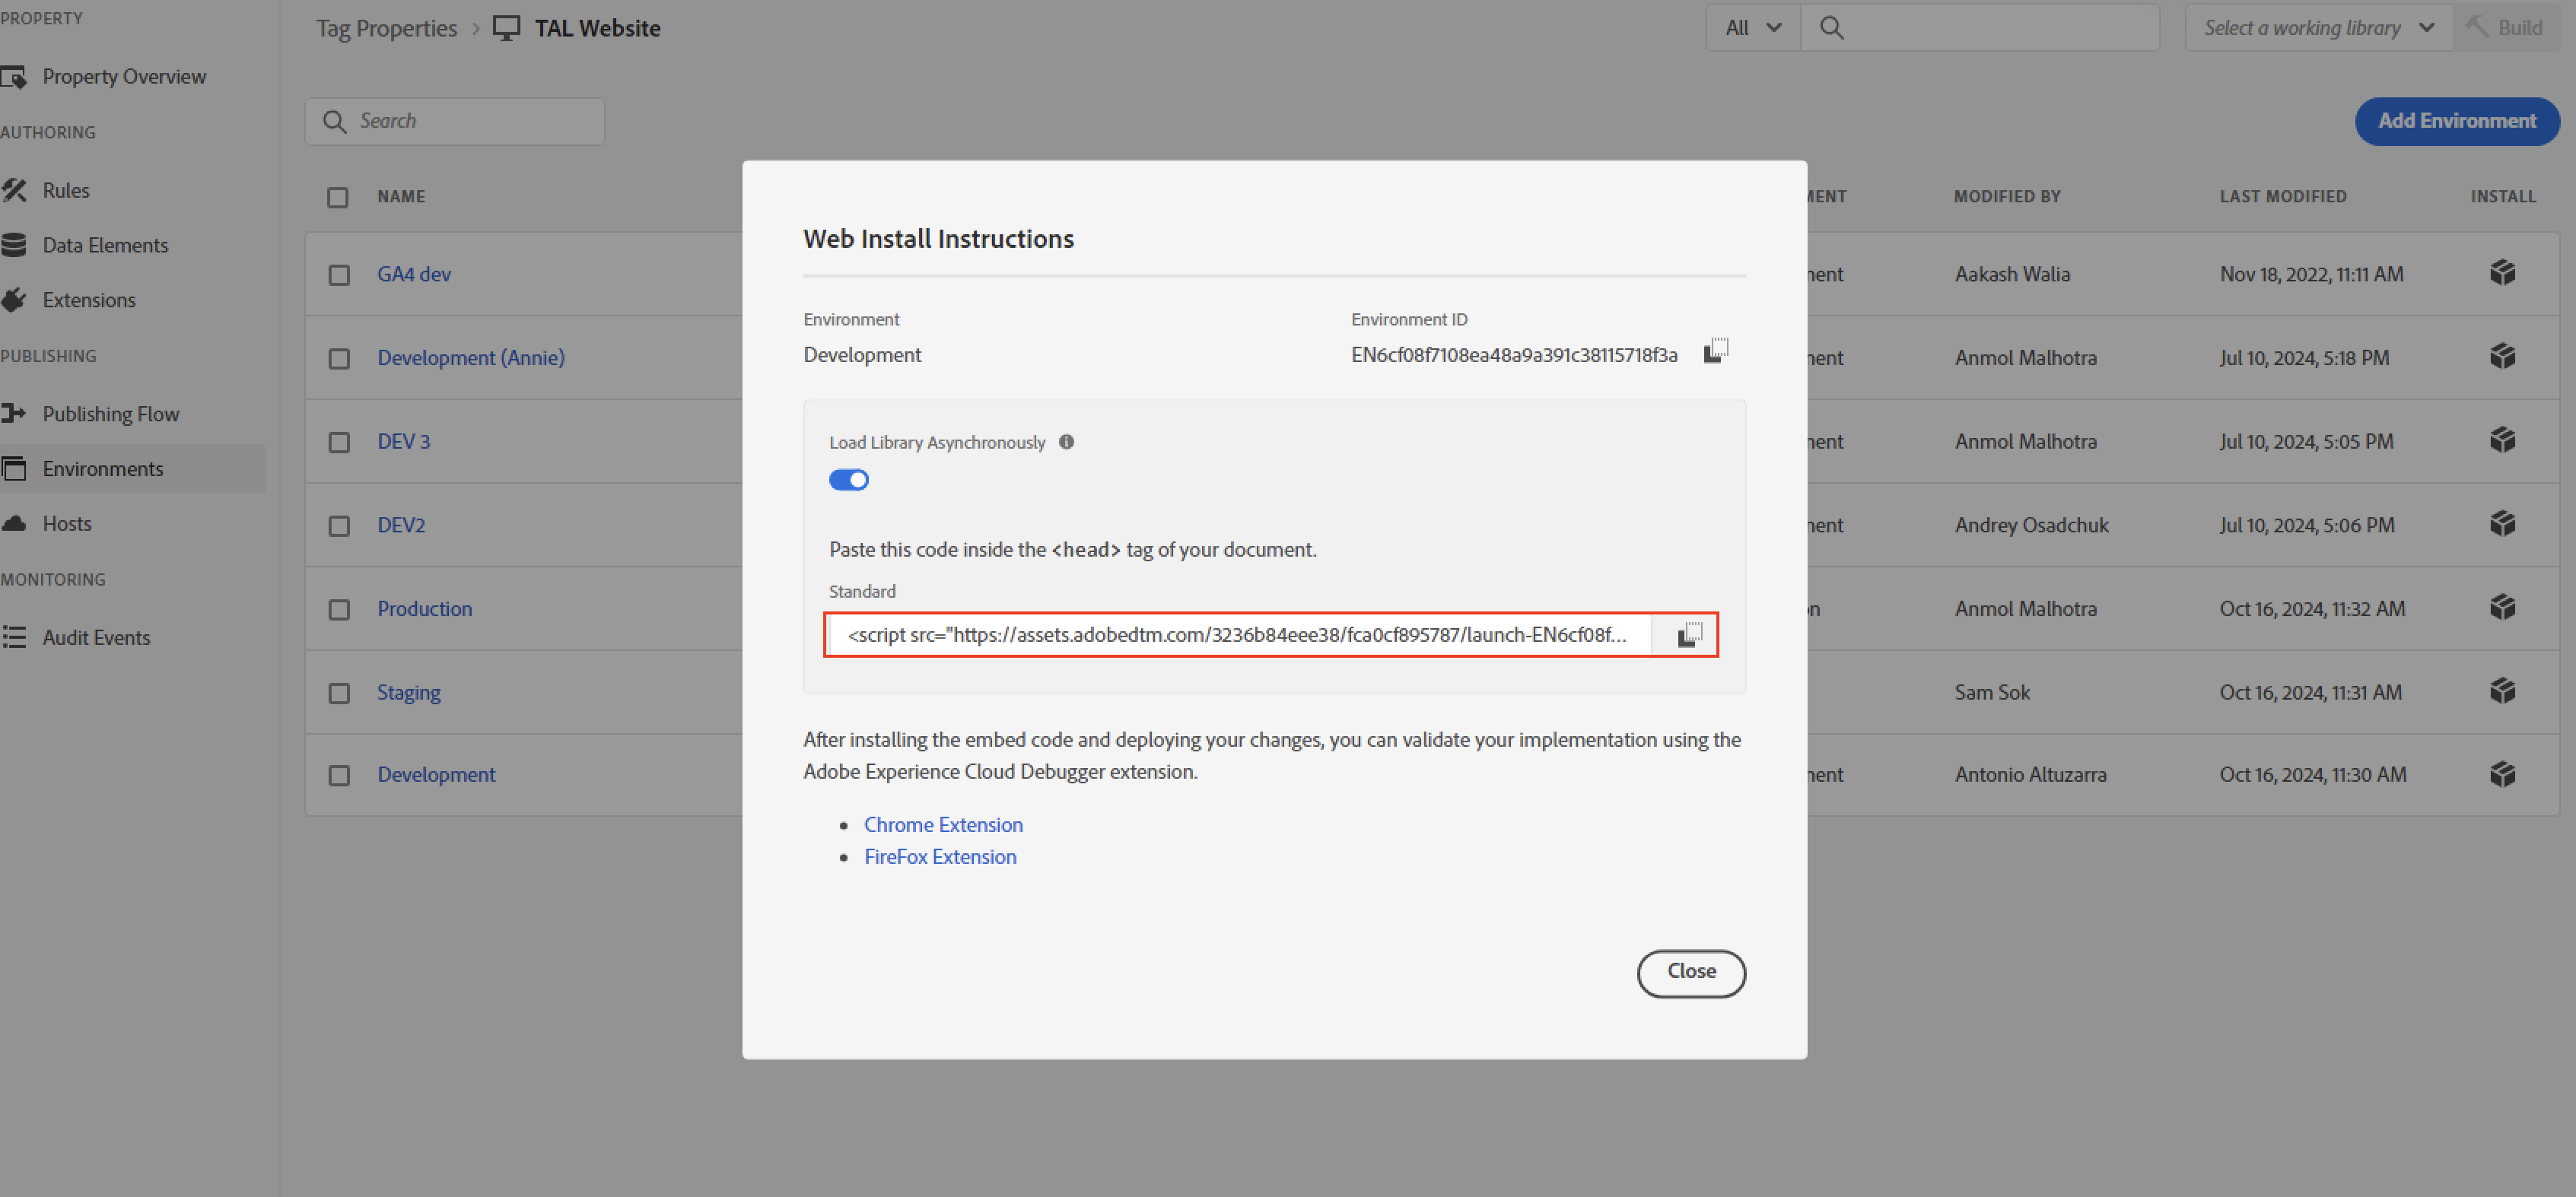 PROPERTY
Property Overview
AUTHORING
Rules
Data Elements
Extensions
PUBLISHING
Publishing Flow
Environments
Hosts
MONITORING
Audit Events
Tag Properties > TAL Website
All
Select a working library
Build
Search
Add Environment
NAME
MODIFIED BY
LAST MODIFIED
INSTALL
GA4 dev
Aakash Walia
Nov 18, 2022, 11:11 AM
Development (Annie)
Anmol Malhotra
Jul 10, 2024, 5:18 PM
DEV 3
Anmol Malhotra
Jul 10, 2024, 5:05 PM
DEV2
Andrey Osadchuk
Jul 10, 2024, 5:06 PM
Production
Anmol Malhotra
Oct 16, 2024, 11:32 AM
Staging
Sam Sok
Oct 16, 2024, 11:31 AM
Development
Antonio Altuzarra
Oct 16, 2024, 11:30 AM
Web Install Instructions
Environment
Development
Environment ID
EN6cf08f7108ea48a9a391c38115718f3a
Load Library Asynchronously
Paste this code inside the <head> tag of your document.
Standard
<script src="https://assets.adobedtm.com/3236b84eee38/fca0cf895787/launch-EN6cf08f...
After installing the embed code and deploying your changes, you can validate your implementation using the
Adobe Experience Cloud Debugger extension.
• Chrome Extension
• FireFox Extension
Close